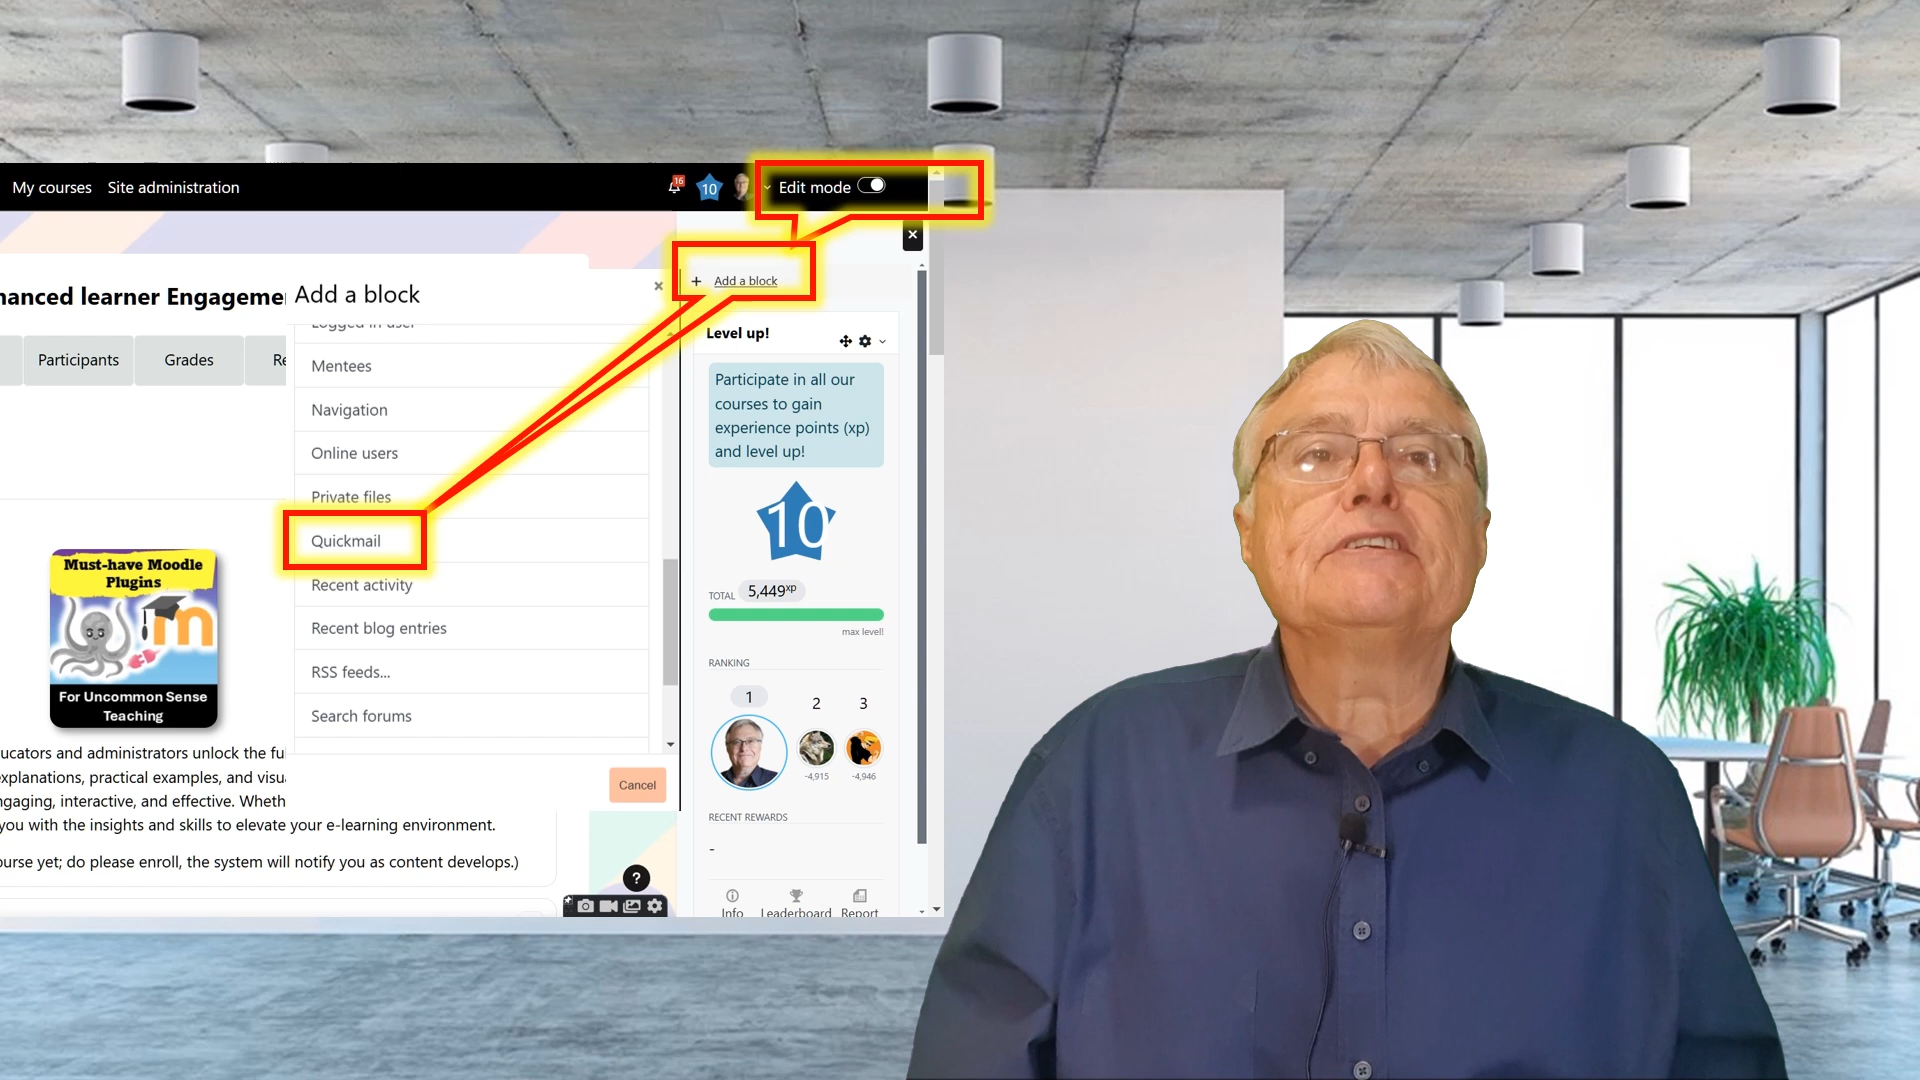 My courses Site administration
16
10
Edit mode
nanced learner Engageme
Add a block
Add a block
Participants Grades Re
Logged in user
Mentees
Navigation
Online users
Private files
Quickmail
Recent activity
Recent blog entries
RSS feeds...
Search forums
Cancel
Must-have Moodle
Plugins
m
For Uncommon Sense
Teaching
ucators and administrators unlock the fu
xplanations, practical examples, and visu
ngaging, interactive, and effective. Wheth
you with the insights and skills to elevate your e-learning environment.
ourse yet; do please enroll, the system will notify you as content develops.)
?
Level up!
Participate in all our
courses to gain
experience points (xp)
and level up!
10
TOTAL 5,449xp
max level!
RANKING
1 2 3
-4,915 -4,946
RECENT REWARDS
-
Info Leaderboard Report